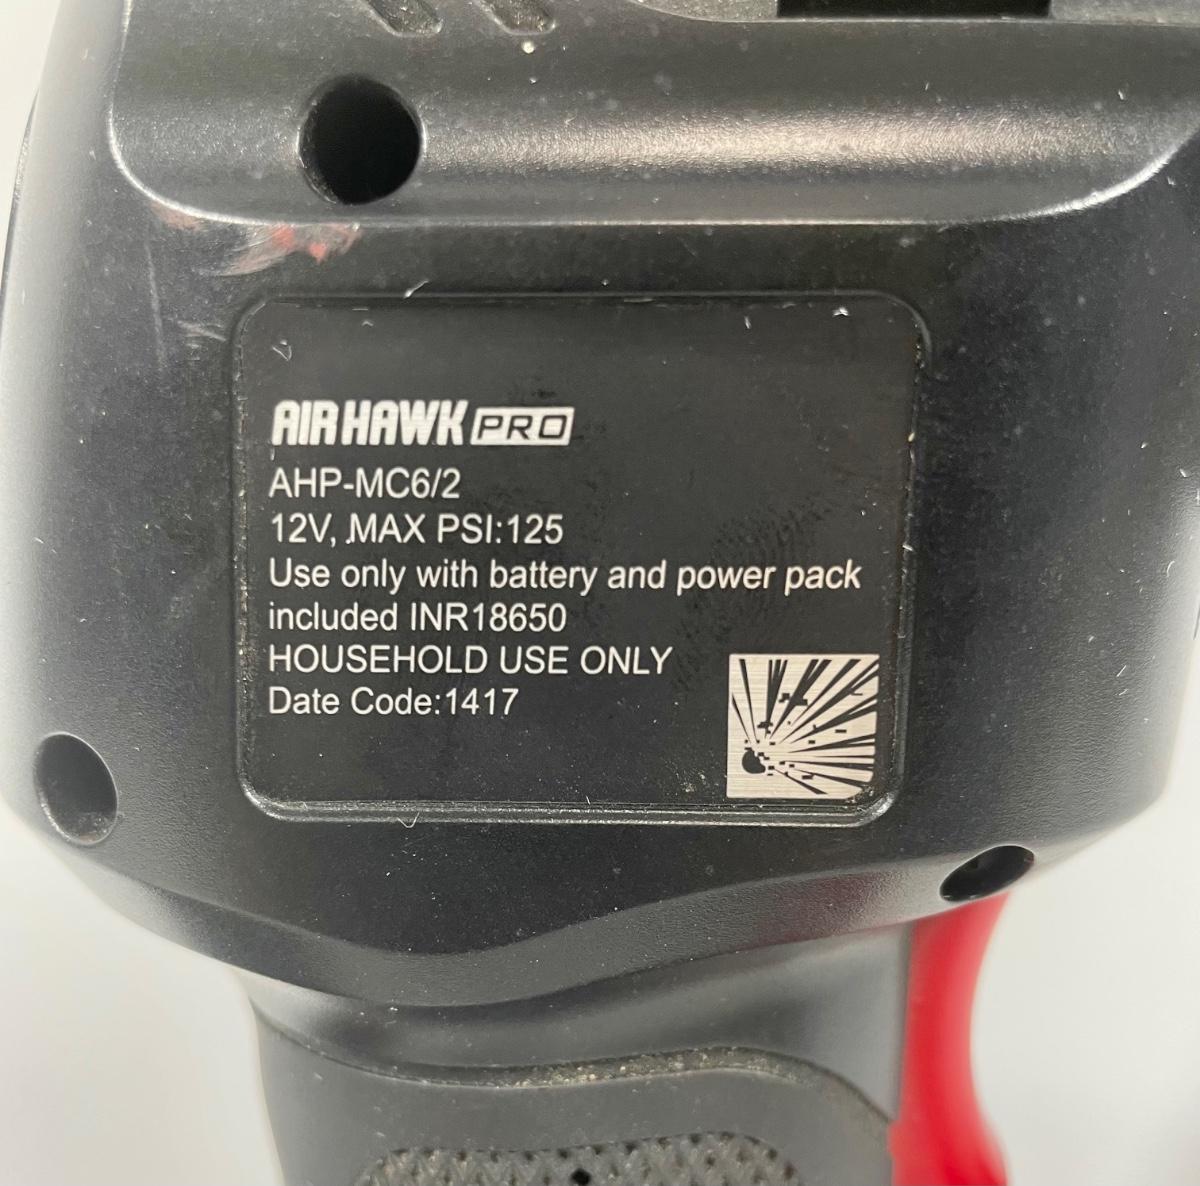 AIR HAWK PRO
AHP-MC6/2
12V, MAX PSI:125
Use only with battery and power pack
included INR18650
HOUSEHOLD USE ONLY
Date Code:1417